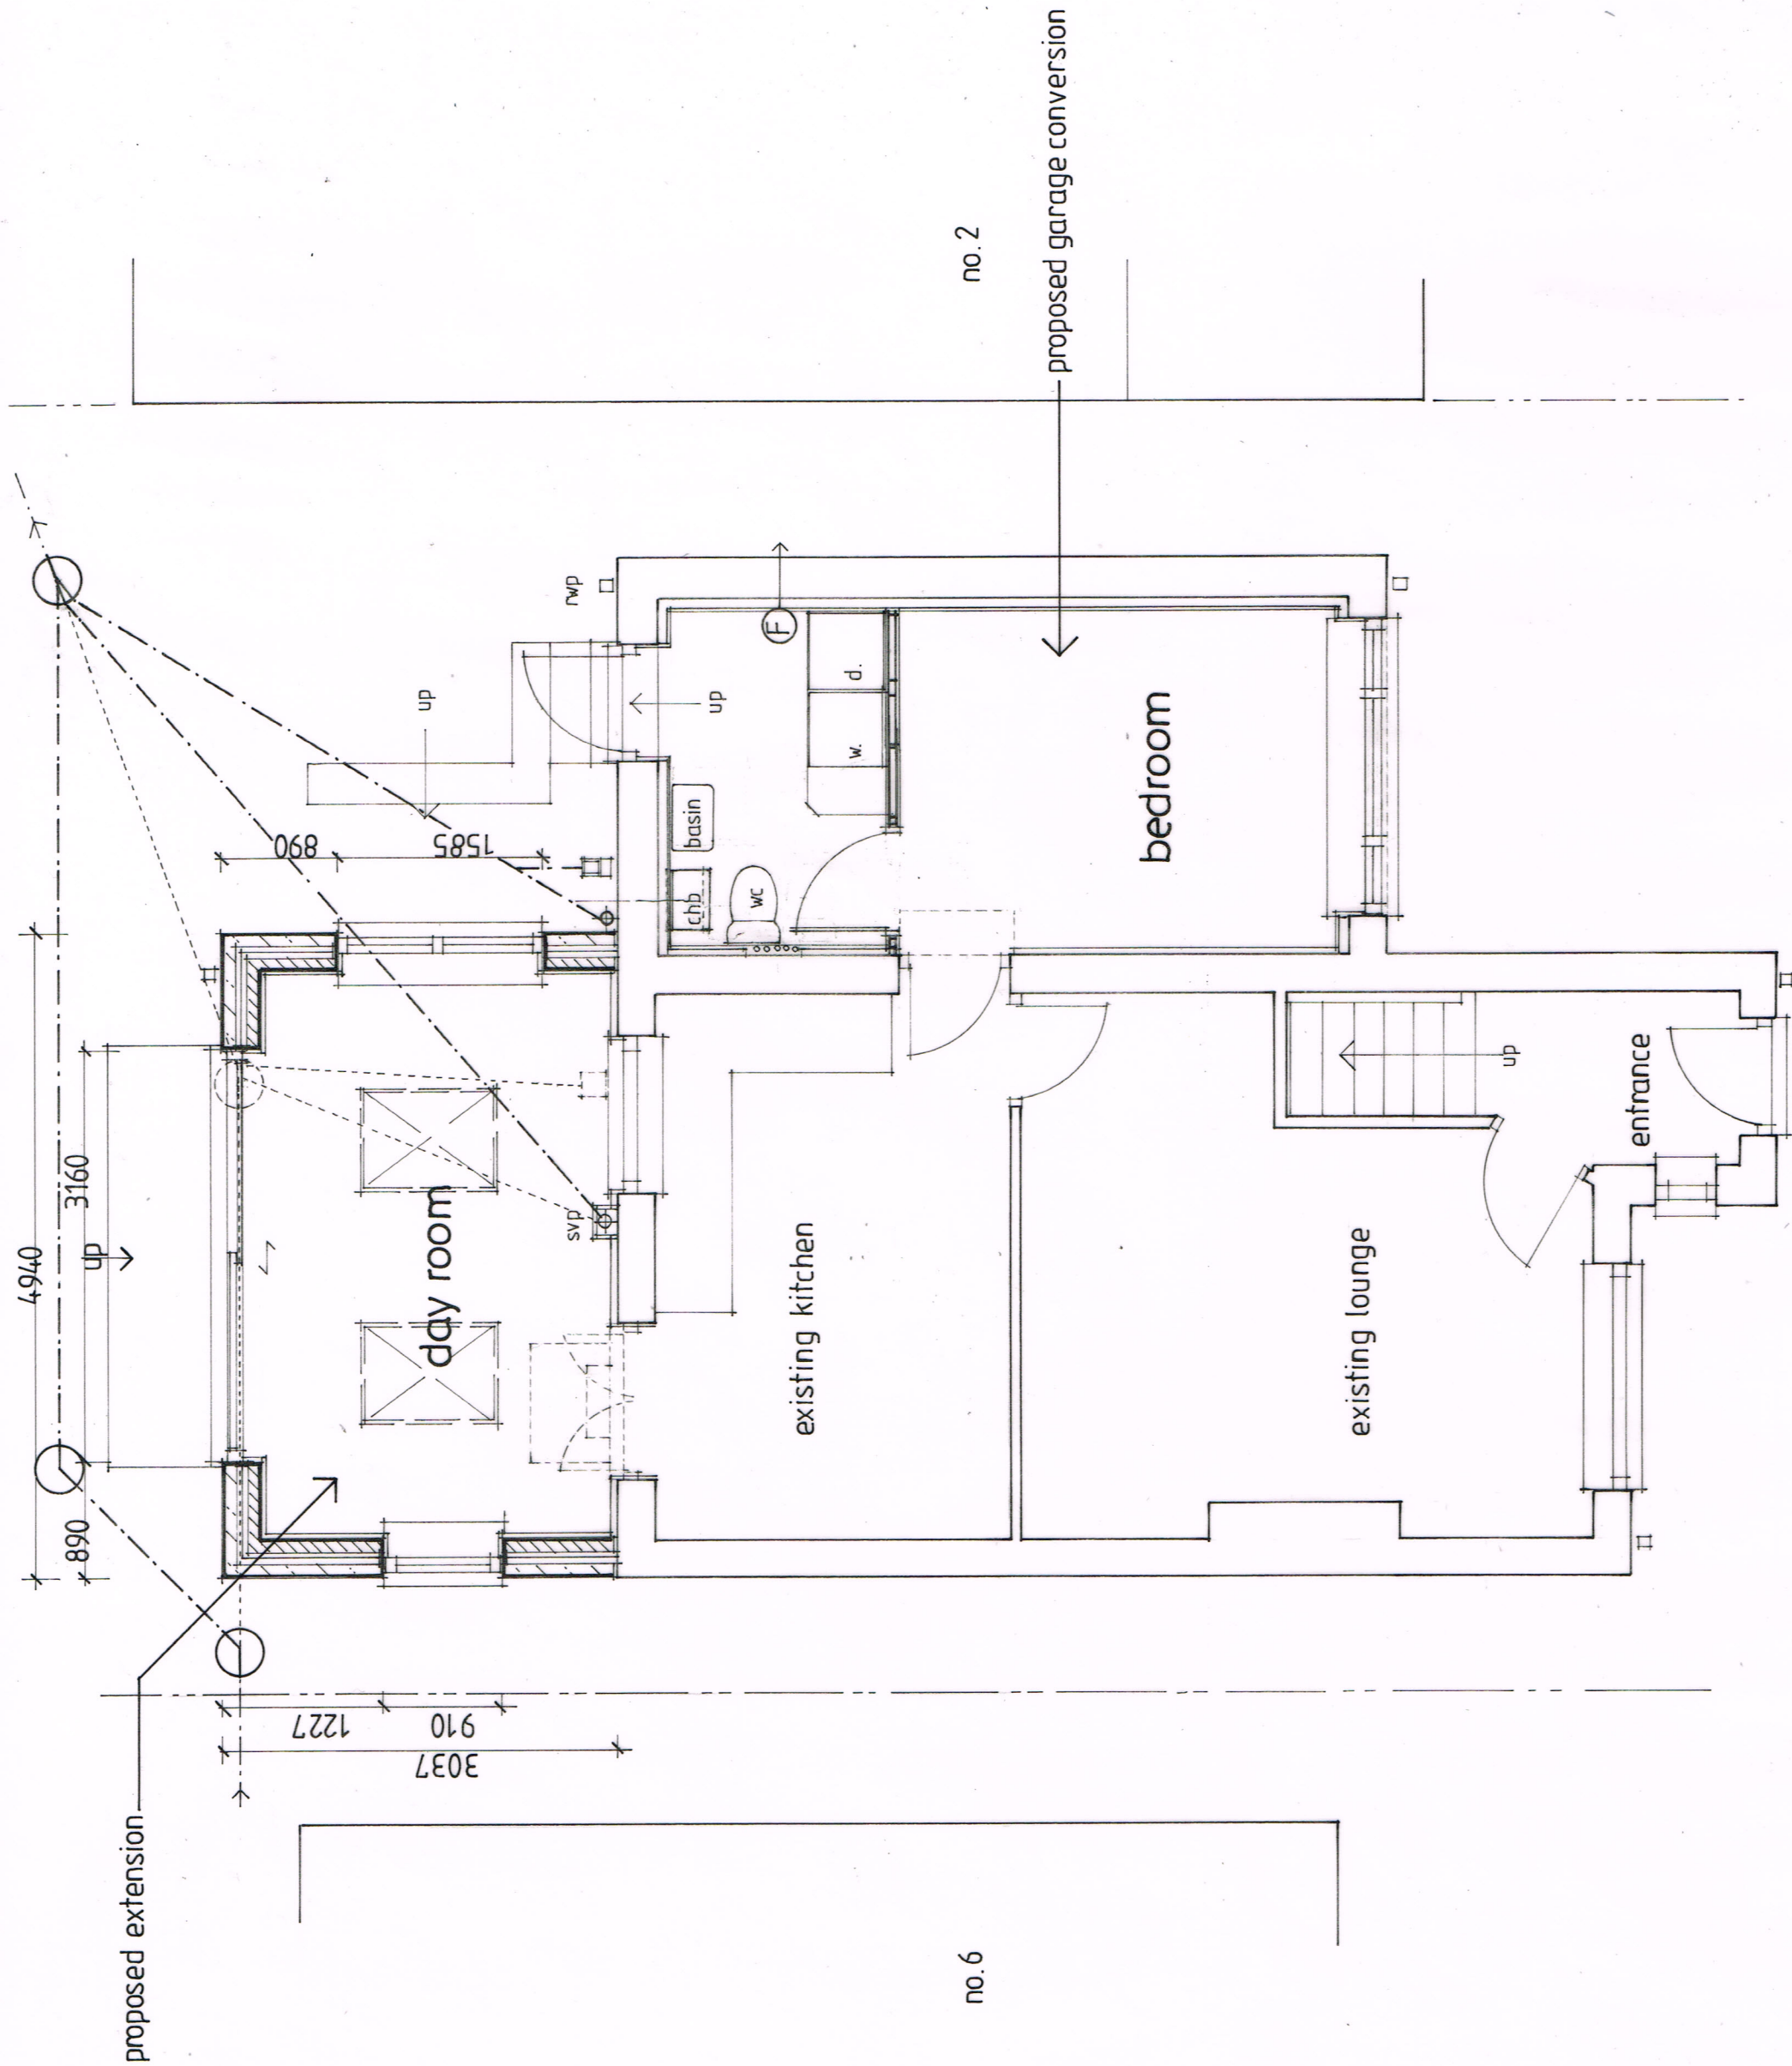 proposed extension
4940
890
3160
up
890
1585
up
rwp
no. 2
proposed garage conversion
day room
svp
1227
910
3037
up
basin
chb
wc
F
w.
d.
bedroom
existing kitchen
existing lounge
up
entrance
no. 6